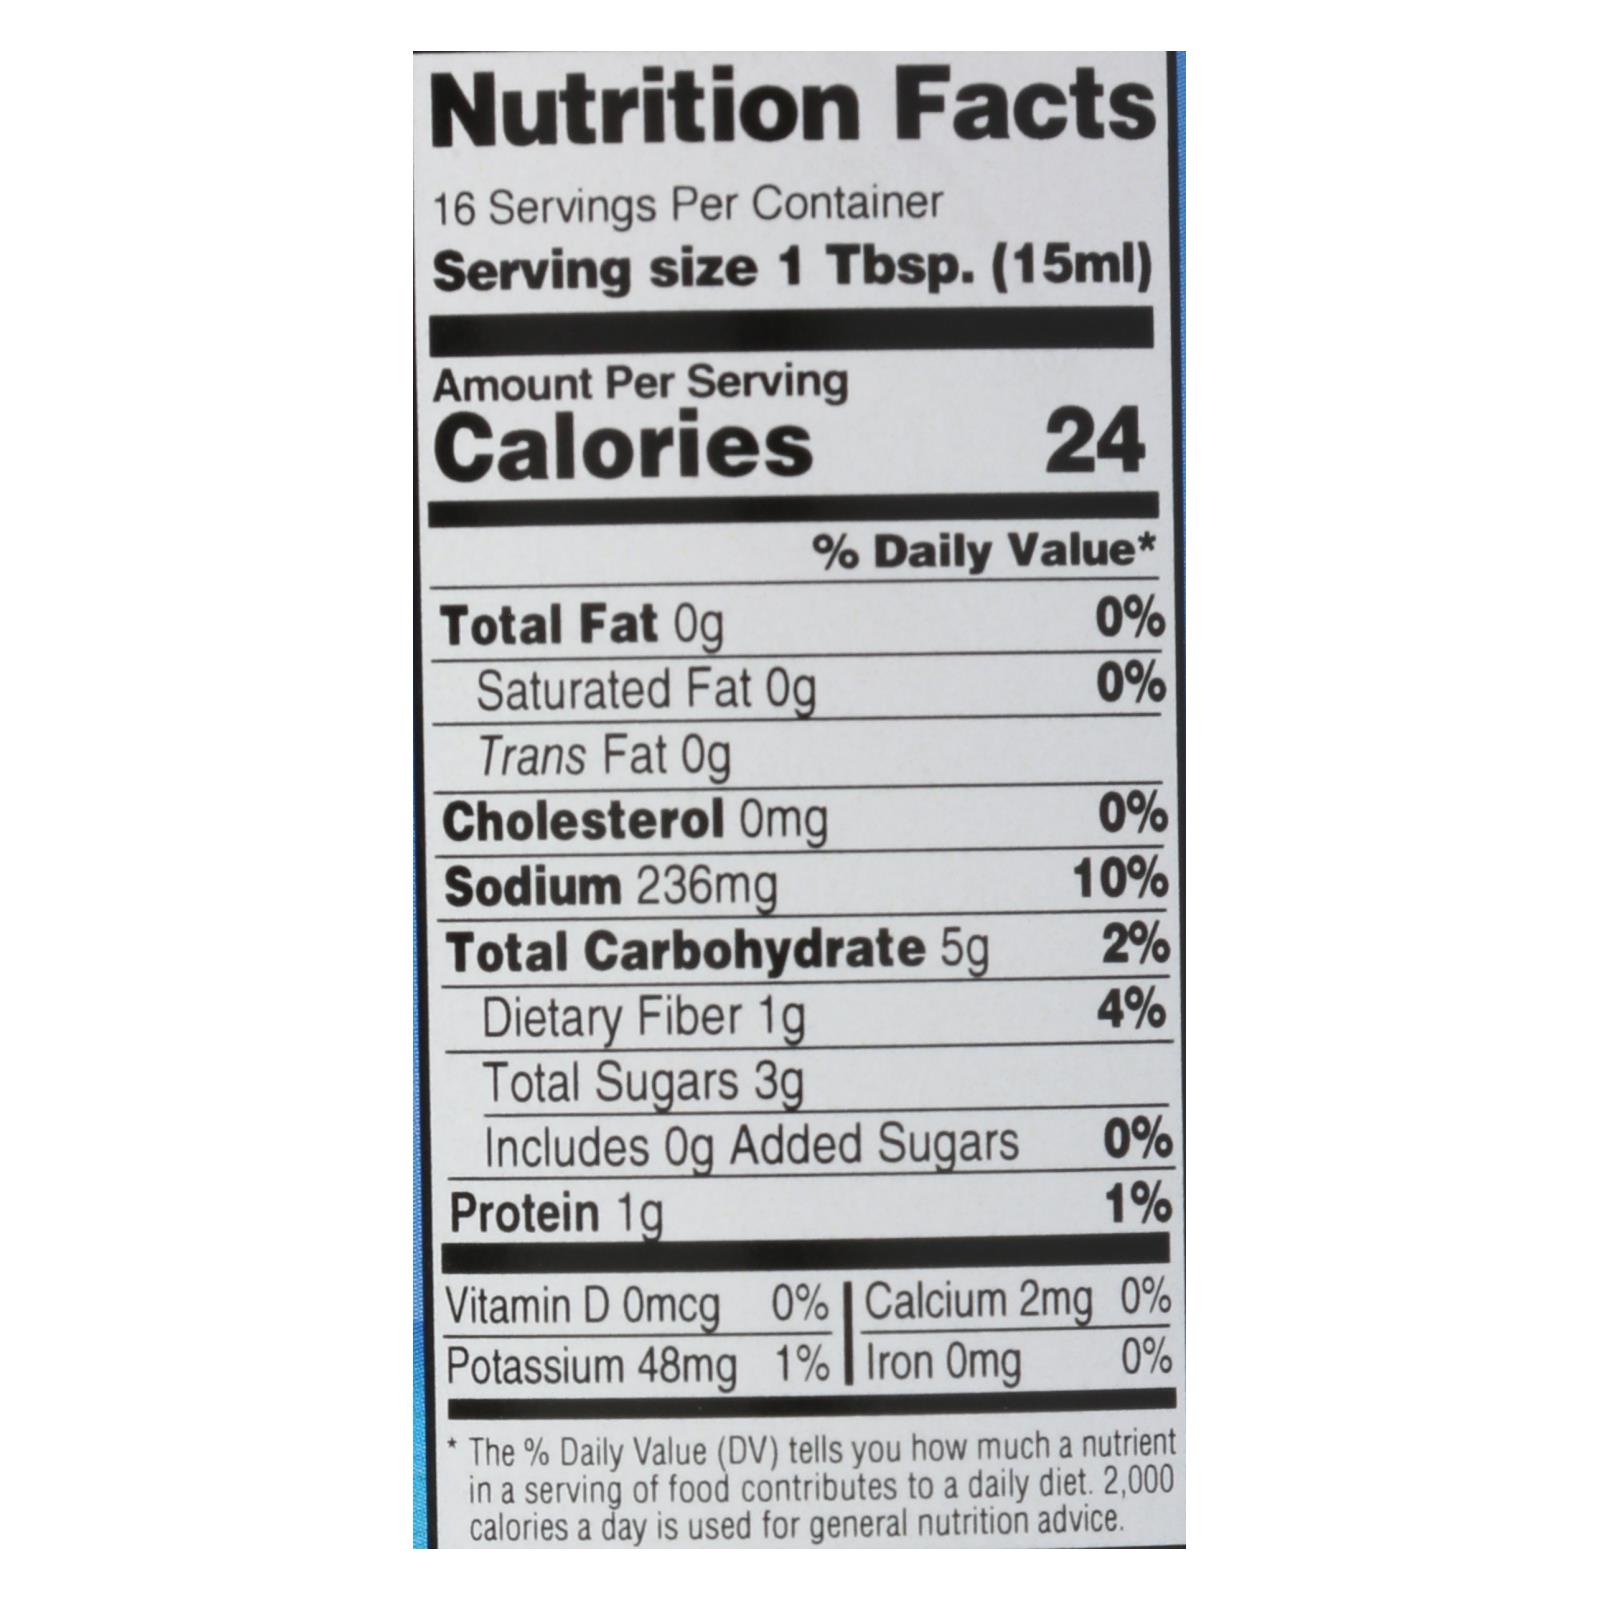 Nutrition Facts
16 Servings Per Container
Serving size 1 Tbsp. (15ml)
Amount Per Serving
Calories 24
% Daily Value*
Total Fat 0g 0%
Saturated Fat 0g 0%
Trans Fat 0g
Cholesterol 0mg 0%
Sodium 236mg 10%
Total Carbohydrate 5g 2%
Dietary Fiber 1g 4%
Total Sugars 3g
Includes 0g Added Sugars 0%
Protein 1g 1%
Vitamin D 0mcg 0% Calcium 2mg 0%
Potassium 48mg 1% Iron 0mg 0%
* The % Daily Value (DV) tells you how much a nutrient
in a serving of food contributes to a daily diet. 2,000
calories a day is used for general nutrition advice.